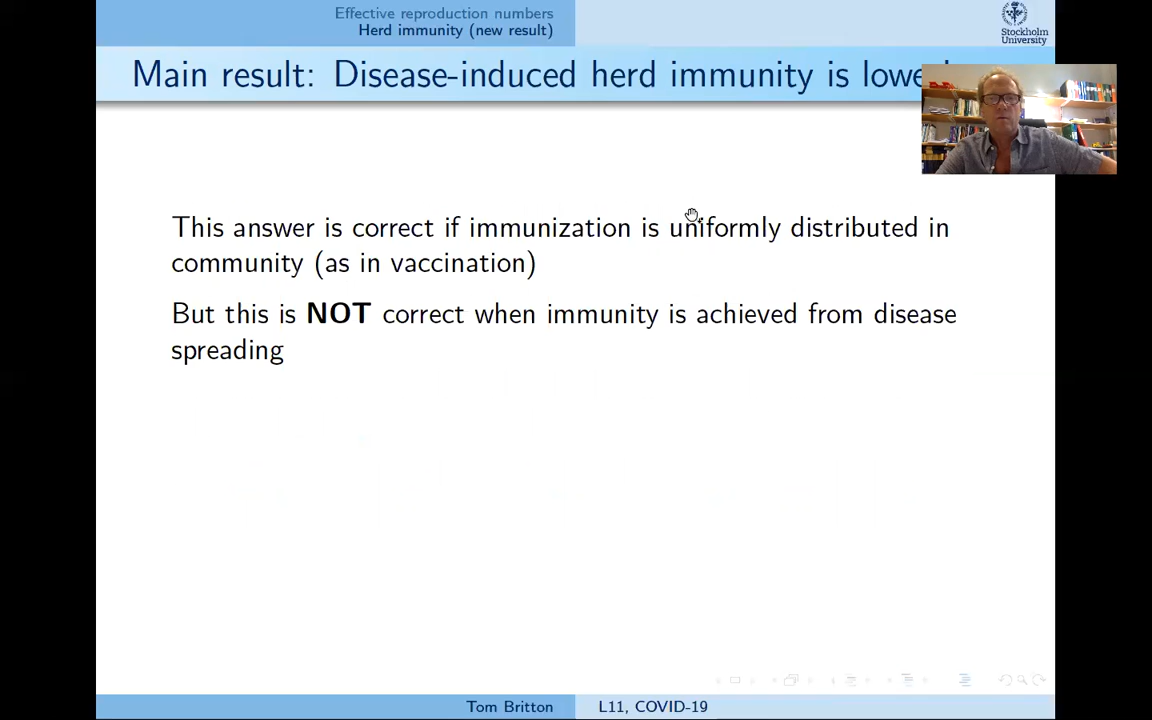 Effective reproduction numbers
Herd immunity (new result)
Stockholm
University
Main result: Disease-induced herd immunity is
This answer is correct if immunization is uniformly distributed in
community (as in vaccination)
But this is NOT correct when immunity is achieved from disease
spreading
Tom Britton
L11, COVID-19